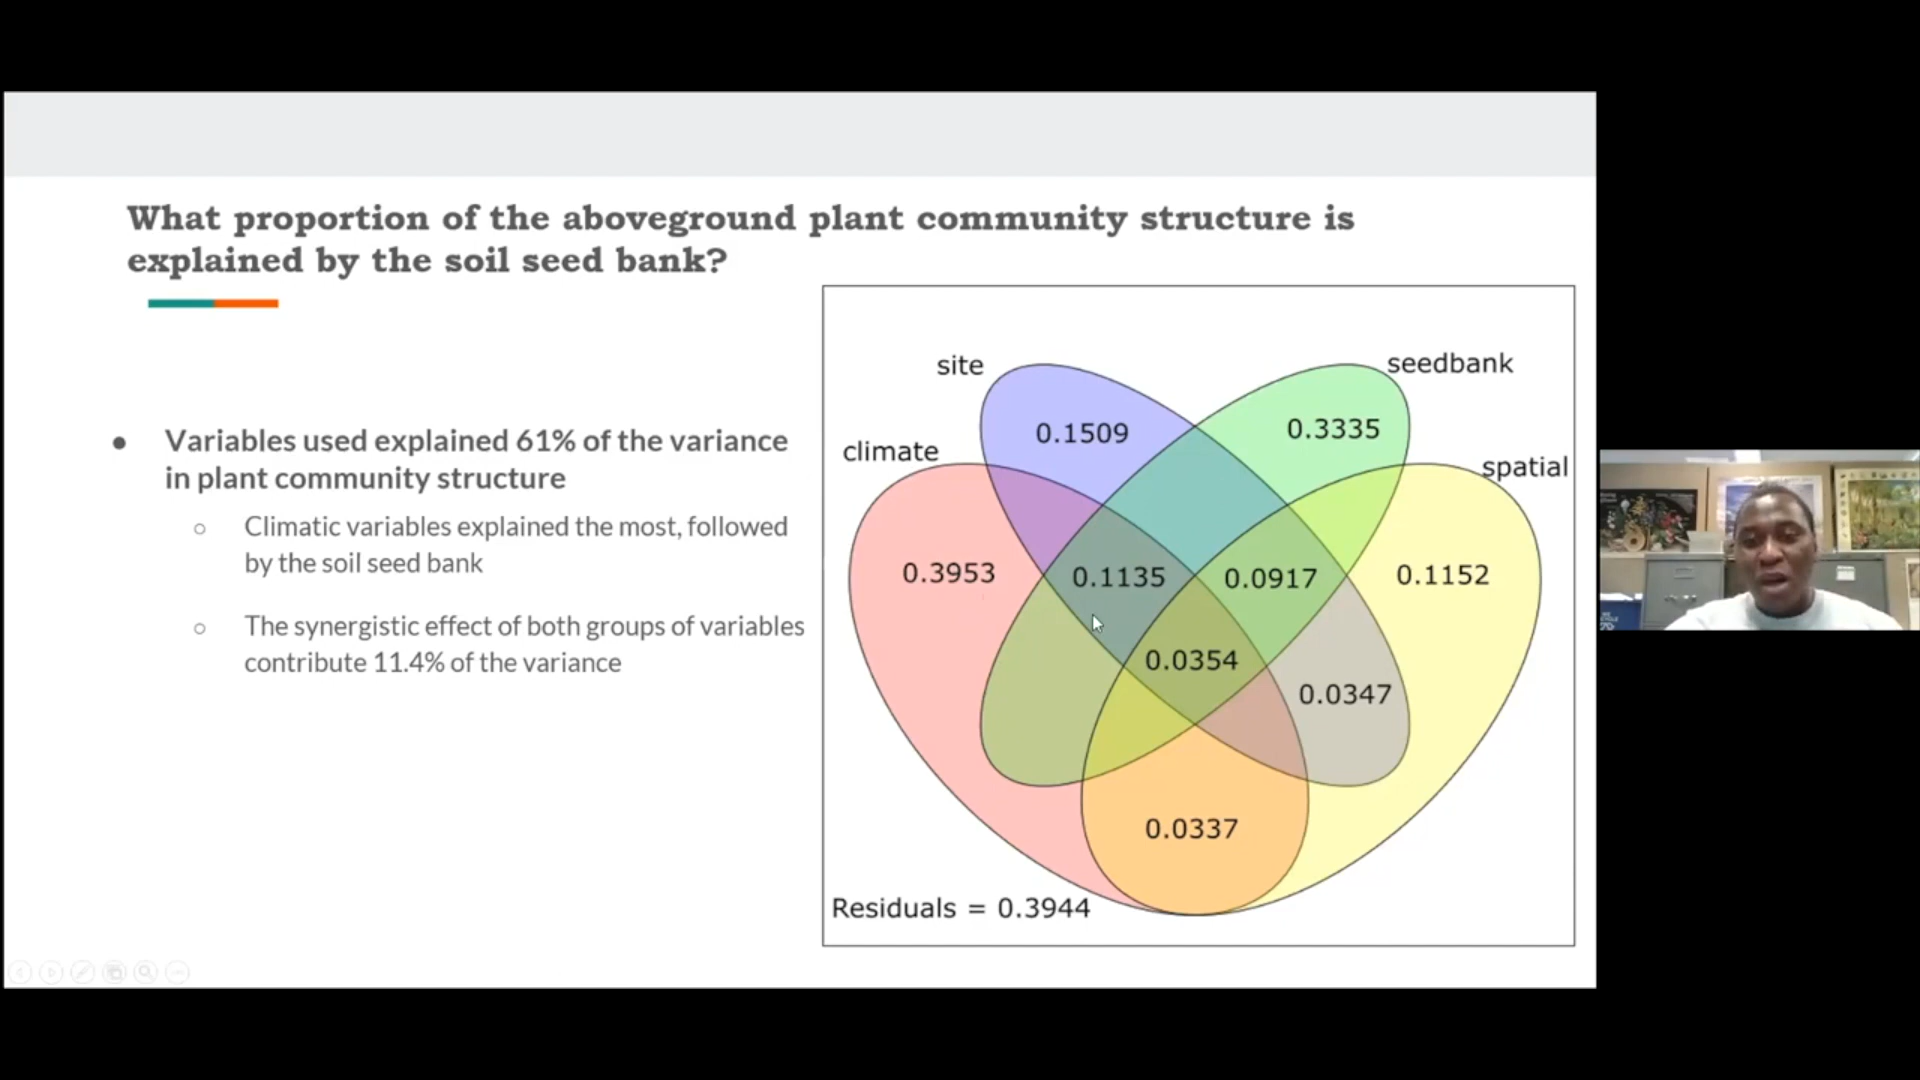 What proportion of the aboveground plant community structure is
explained by the soil seed bank?
● Variables used explained 61% of the variance
in plant community structure
○ Climatic variables explained the most, followed
by the soil seed bank
○ The synergistic effect of both groups of variables
contribute 11.4% of the variance
site
seedbank
climate
spatial
0.1509
0.3335
0.3953
0.1135
0.0917
0.1152
0.0354
0.0347
0.0337
Residuals = 0.3944